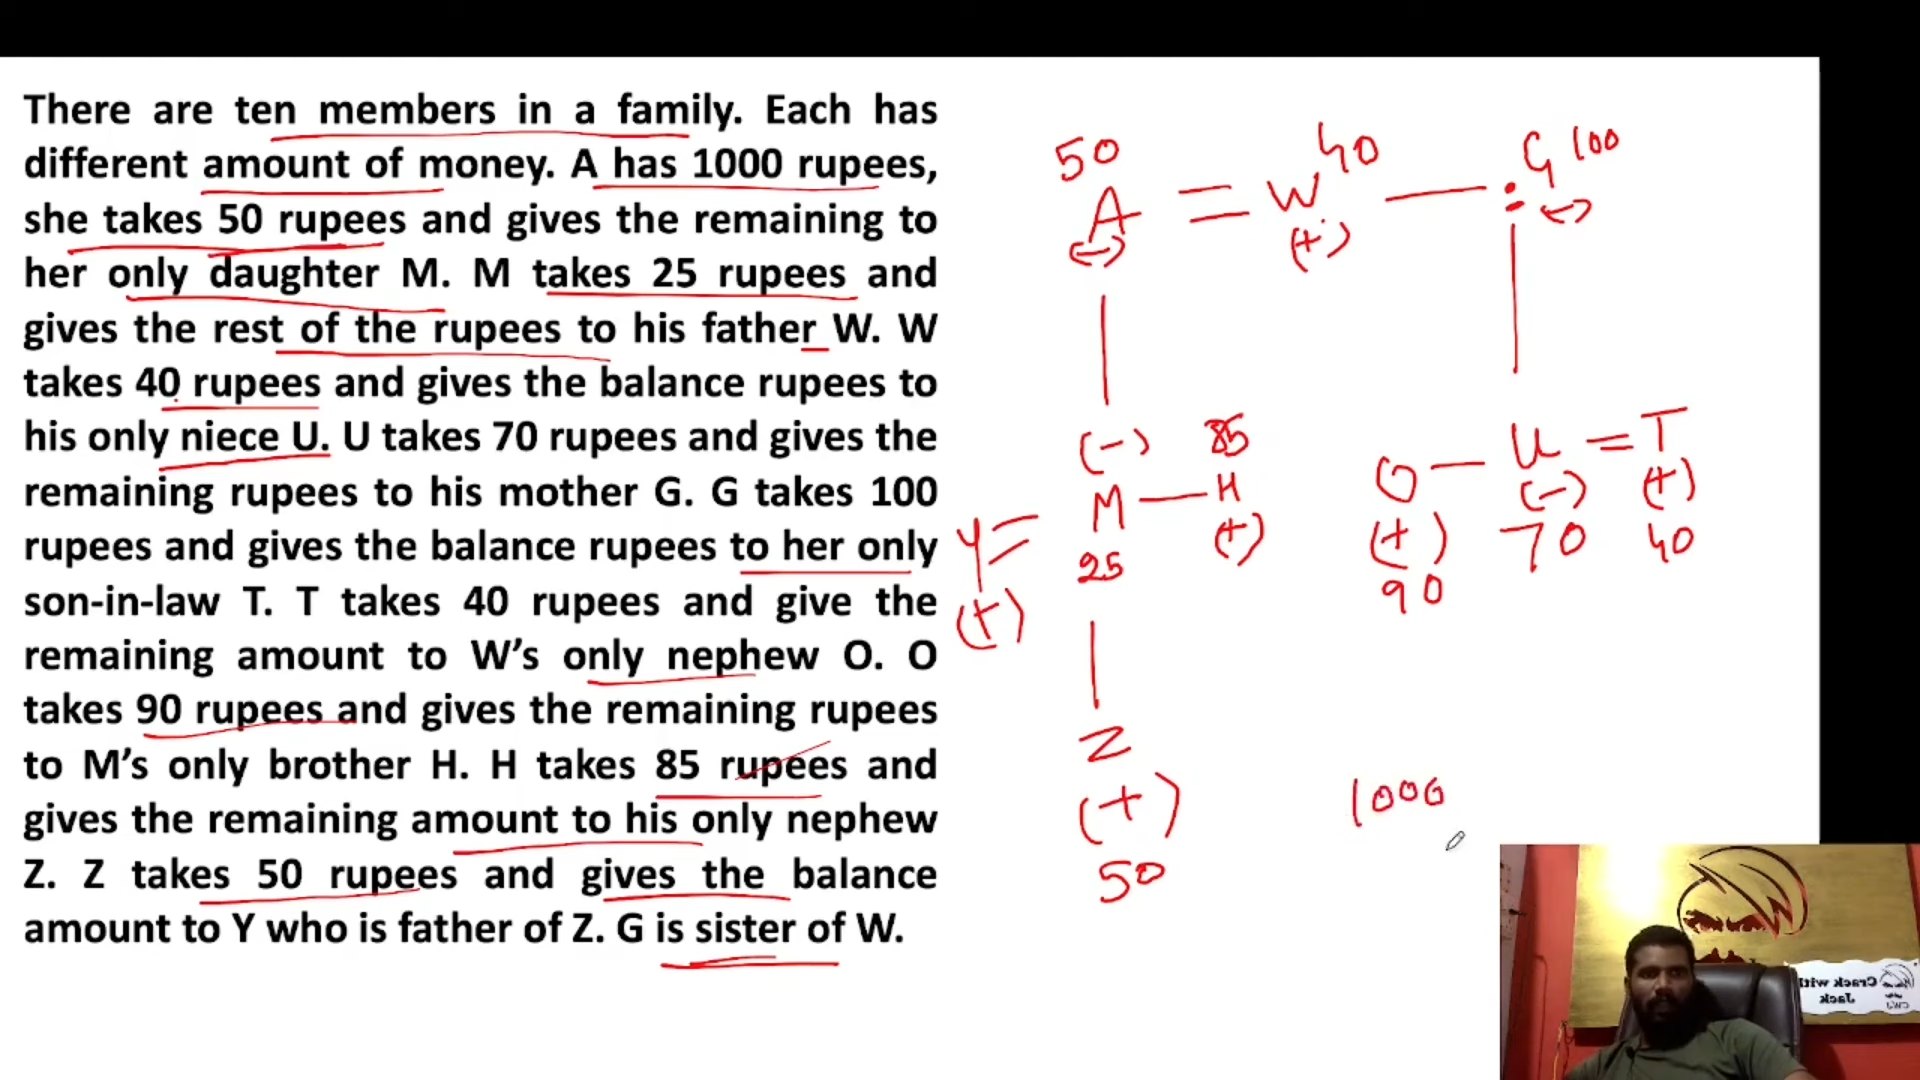 There are ten members in a family. Each has
different amount of money. A has 1000 rupees,
she takes 50 rupees and gives the remaining to
her only daughter M. M takes 25 rupees and
gives the rest of the rupees to his father W. W
takes 40 rupees and gives the balance rupees to
his only niece U. U takes 70 rupees and gives the
remaining rupees to his mother G. G takes 100
rupees and gives the balance rupees to her only
son-in-law T. T takes 40 rupees and give the
remaining amount to W’s only nephew O. O
takes 90 rupees and gives the remaining rupees
to M’s only brother H. H takes 85 rupees and
gives the remaining amount to his only nephew
Z. Z takes 50 rupees and gives the balance
amount to Y who is father of Z. G is sister of W.
50 40 G 100
A = W — :
(-) (+) (-)
(-) 85 U = T
M — H O —
(-) (+)
Y = (+) (+) 70 40
25 90
(+)
Z
(+) 1000
50
Crack with
Jack
CWJ